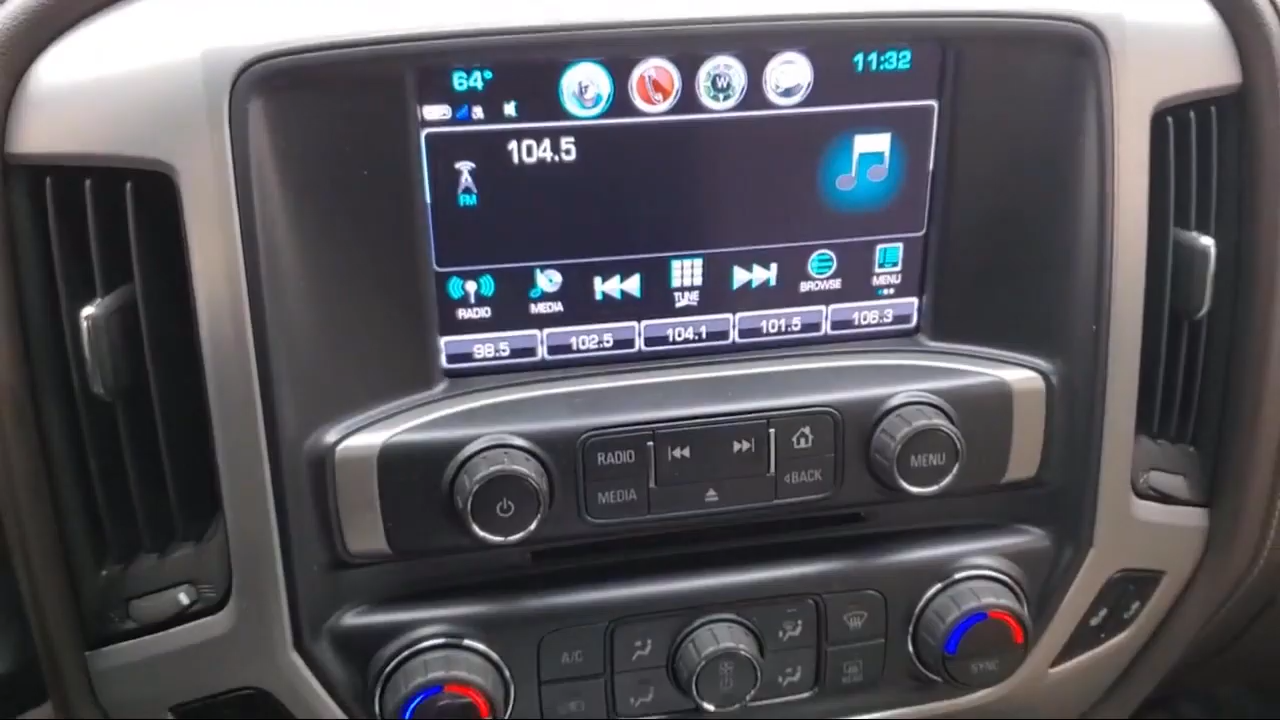 64° 11:32
W
104.5
FM
RADIO MEDIA TUNE BROWSE MENU
98.5 102.5 104.1 101.5 106.3
RADIO
MEDIA
BACK
MENU
A/C
REAR
SYNC